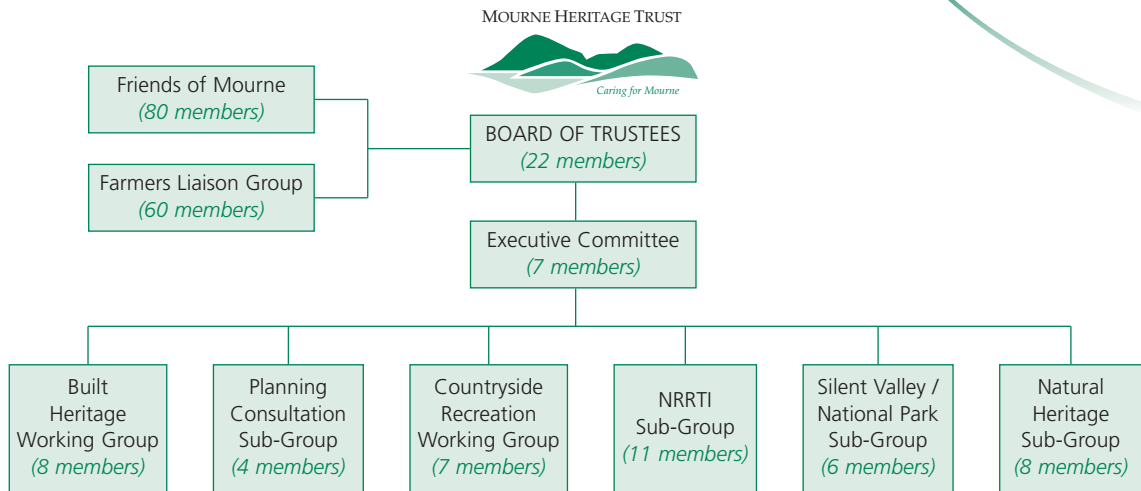 MOURNE HERITAGE TRUST
Caring for Mourne
Friends of Mourne
(80 members)
Farmers Liaison Group
(60 members)
BOARD OF TRUSTEES
(22 members)
Executive Committee
(7 members)
Built
Heritage
Working Group
(8 members)
Planning
Consultation
Sub-Group
(4 members)
Countryside
Recreation
Working Group
(7 members)
NRRTI
Sub-Group
(11 members)
Silent Valley /
National Park
Sub-Group
(6 members)
Natural
Heritage
Sub-Group
(8 members)